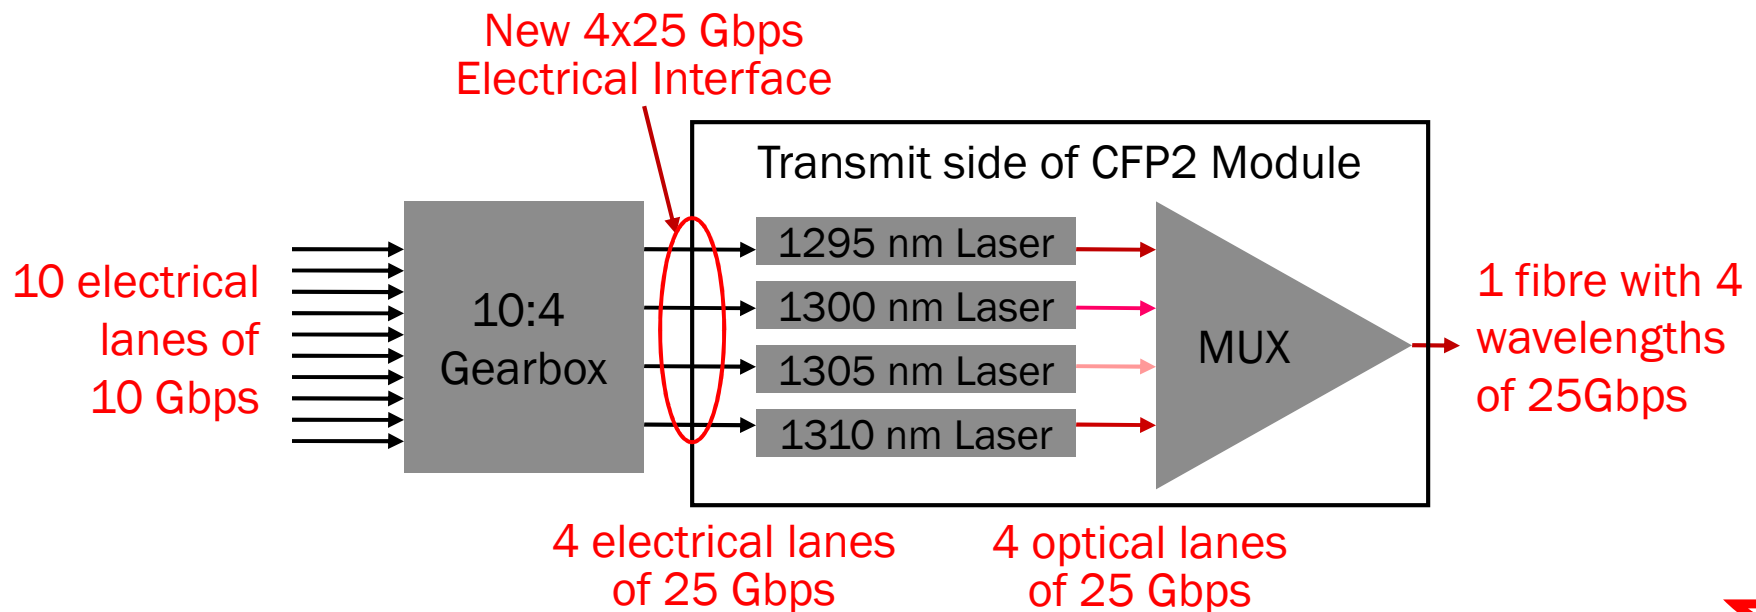 New 4x25 Gbps
Electrical Interface
Transmit side of CFP2 Module
10 electrical
lanes of
10 Gbps
10:4
Gearbox
1295 nm Laser
1300 nm Laser
1305 nm Laser
1310 nm Laser
MUX
1 fibre with 4
wavelengths
of 25Gbps
4 electrical lanes
of 25 Gbps
4 optical lanes
of 25 Gbps